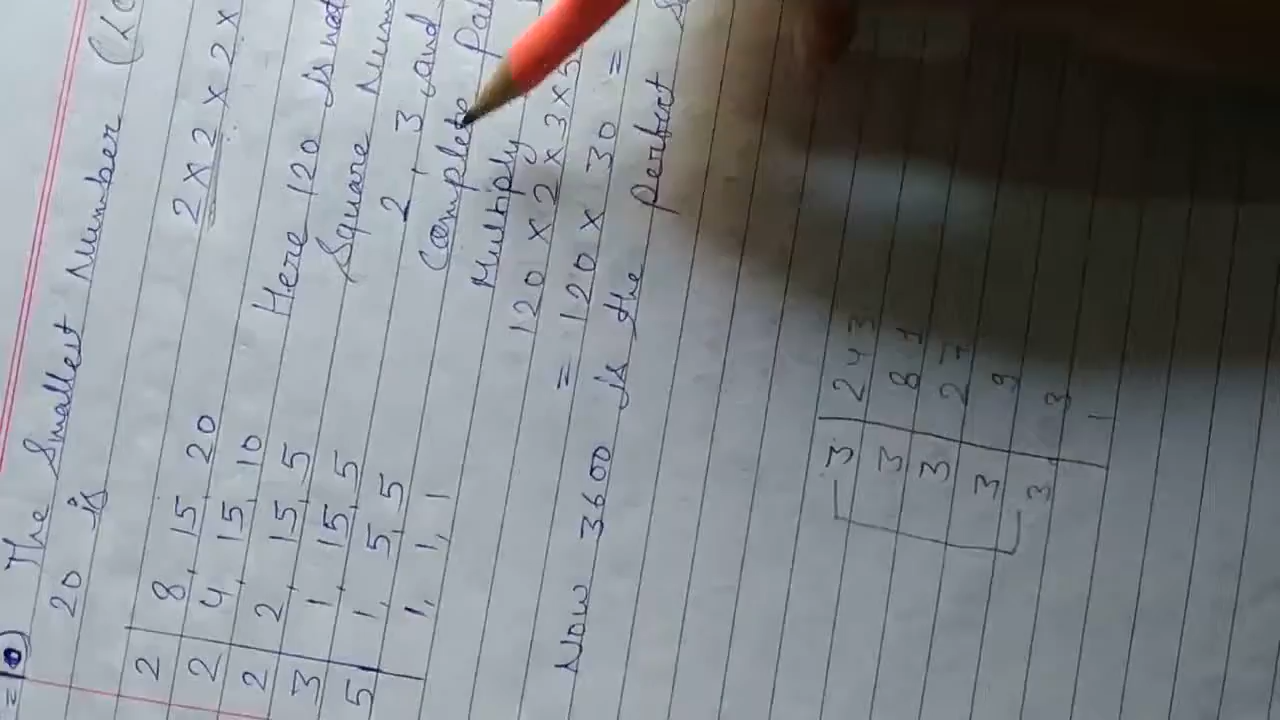 =10) The Smallest Number (LC
20 is
2 | 8, 15, 20
2 | 4, 15, 10
2 | 2, 15, 5
3 | 1, 15, 5
5 | 1, 5, 5
1, 1, 1
2 x 2 x 2 x
Here 120 is not
Square Num
2, 3 and
Complete Pai
Multiply
120 x 2 x 3 x 5
= 120 x 30 =
Now 3600 is the perfect S
3 | 243
3 | 81
3 | 27
3 | 9
3 | 3
1